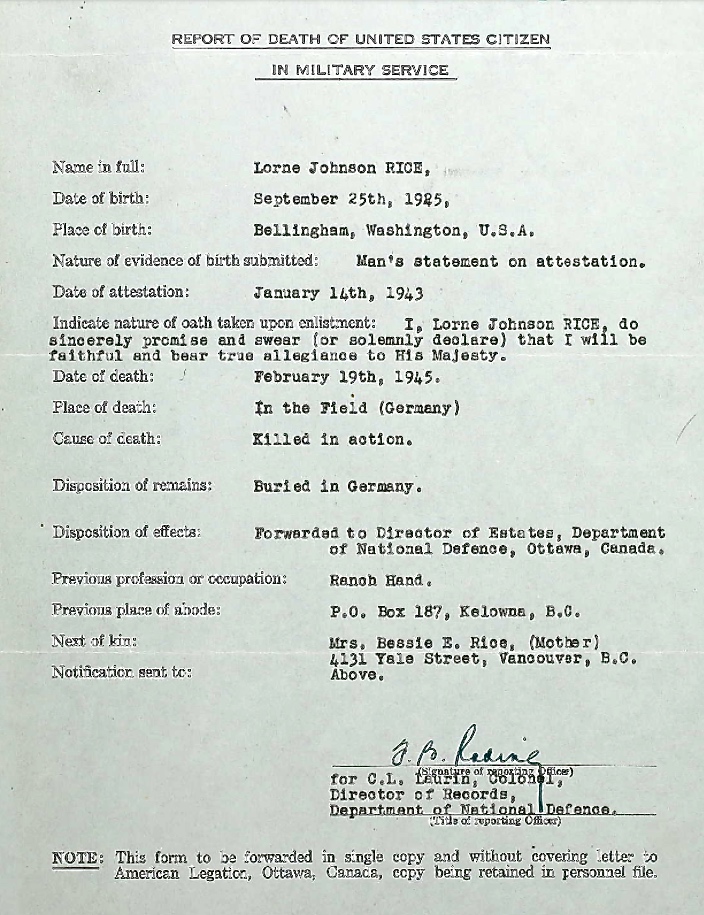 REPORT OF DEATH OF UNITED STATES CITIZEN
IN MILITARY SERVICE
Name in full: Lorne Johnson RICE,
Date of birth: September 25th, 1925,
Place of birth: Bellingham, Washington, U.S.A.
Nature of evidence of birth submitted: Man's statement on attestation.
Date of attestation: January 14th, 1943
Indicate nature of oath taken upon enlistment: I, Lorne Johnson RICE, do
sincerely promise and swear (or solemnly declare) that I will be
faithful and bear true allegiance to His Majesty.
Date of death: February 19th, 1945.
Place of death: In the Field (Germany)
Cause of death: Killed in action.
Disposition of remains: Buried in Germany.
Disposition of effects: Forwarded to Director of Estates, Department
of National Defence, Ottawa, Canada.
Previous profession or occupation: Ranch Hand.
Previous place of abode: P.O. Box 187, Kelowna, B.C.
Next of kin: Mrs. Bessie E. Rice, (Mother)
4131 Yale Street, Vancouver, B.C.
Notification sent to: Above.
(Signature of reporting Officer)
for C.L. Laurin, Colonel,
Director of Records,
Department of National Defence.
(Title of reporting Officer)
NOTE: This form to be forwarded in single copy and without covering letter to
American Legation, Ottawa, Canada, copy being retained in personnel file.